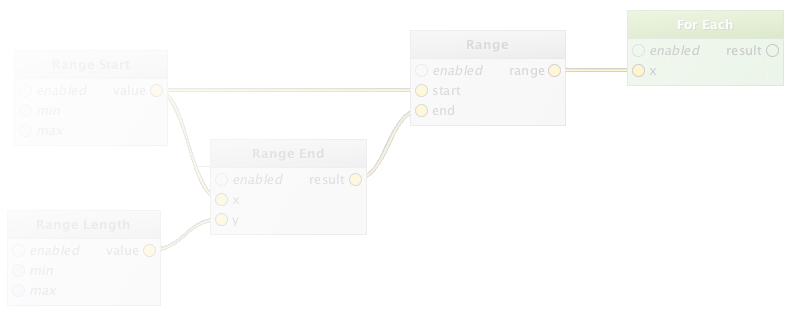 For Each
enabled result
x
Range
enabled range
start
end
Range Start
enabled value
min
max
Range End
enabled result
x
y
Range Length
enabled value
min
max